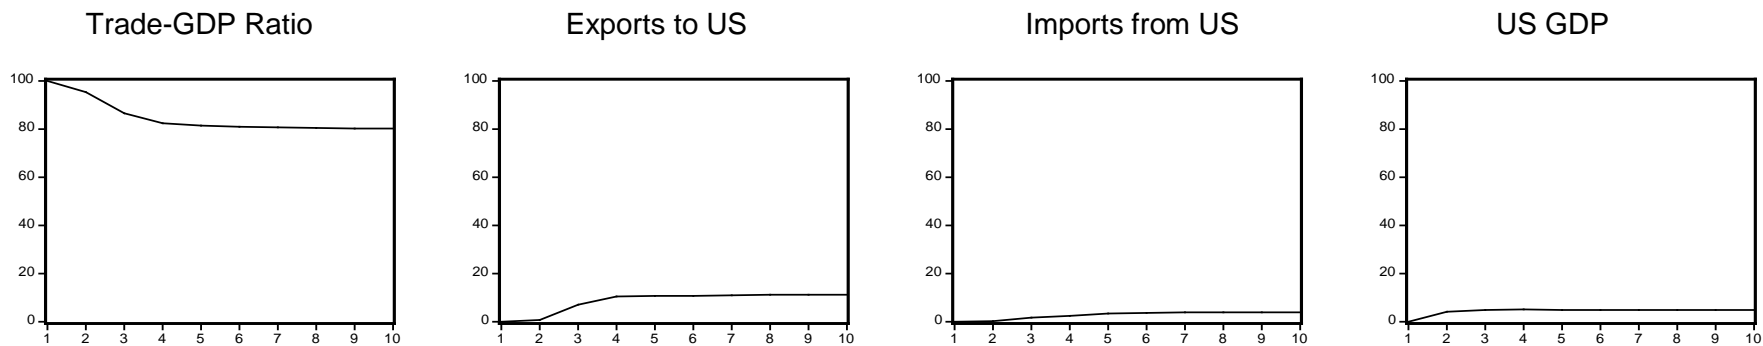 Trade-GDP Ratio Exports to US Imports from US US GDP
100 100 100 100
80 80 80 80
60 60 60 60
40 40 40 40
20 20 20 20
0 0 0 0
1 2 3 4 5 6 7 8 9 10 1 2 3 4 5 6 7 8 9 10 1 2 3 4 5 6 7 8 9 10 1 2 3 4 5 6 7 8 9 10